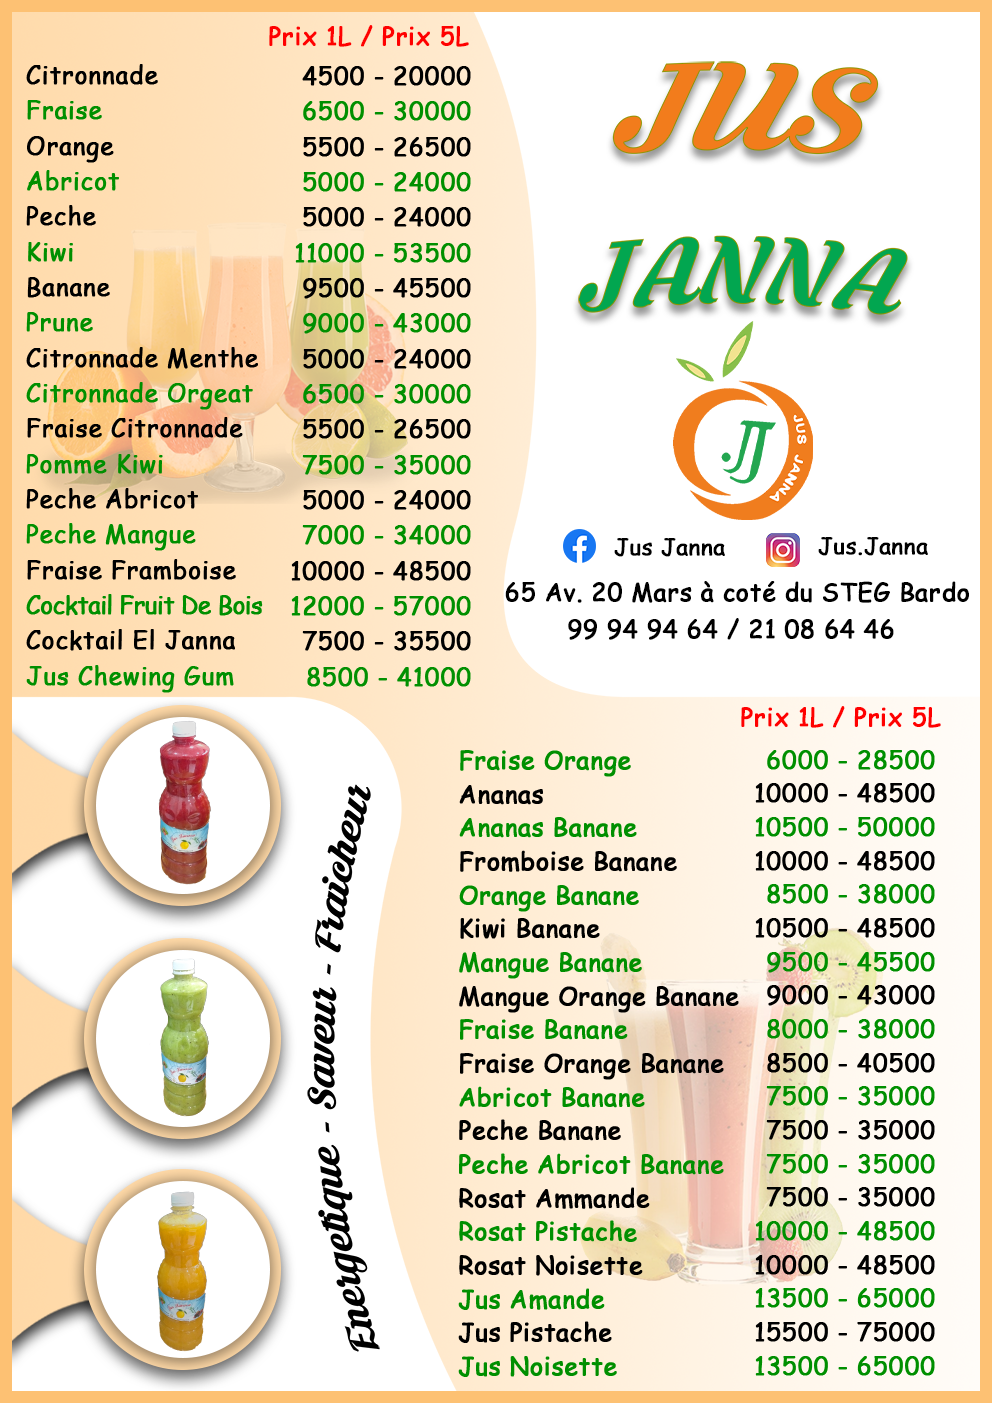 Prix 1L / Prix 5L
Citronnade 4500 - 20000
Fraise 6500 - 30000
Orange 5500 - 26500
Abricot 5000 - 24000
Peche 5000 - 24000
Kiwi 11000 - 53500
Banane 9500 - 45500
Prune 9000 - 43000
Citronnade Menthe 5000 - 24000
Citronnade Orgeat 6500 - 30000
Fraise Citronnade 5500 - 26500
Pomme Kiwi 7500 - 35000
Peche Abricot 5000 - 24000
Peche Mangue 7000 - 34000
Fraise Framboise 10000 - 48500
Cocktail Fruit De Bois 12000 - 57000
Cocktail El Janna 7500 - 35500
Jus Chewing Gum 8500 - 41000
JUS
JANNA
JJ
JUS JANNA
Jus Janna
Jus.Janna
65 Av. 20 Mars à coté du STEG Bardo
99 94 94 64 / 21 08 64 46
Energetique - Saveur - Fraicheur
Prix 1L / Prix 5L
Fraise Orange 6000 - 28500
Ananas 10000 - 48500
Ananas Banane 10500 - 50000
Fromboise Banane 10000 - 48500
Orange Banane 8500 - 38000
Kiwi Banane 10500 - 48500
Mangue Banane 9500 - 45500
Mangue Orange Banane 9000 - 43000
Fraise Banane 8000 - 38000
Fraise Orange Banane 8500 - 40500
Abricot Banane 7500 - 35000
Peche Banane 7500 - 35000
Peche Abricot Banane 7500 - 35000
Rosat Ammande 7500 - 35000
Rosat Pistache 10000 - 48500
Rosat Noisette 10000 - 48500
Jus Amande 13500 - 65000
Jus Pistache 15500 - 75000
Jus Noisette 13500 - 65000